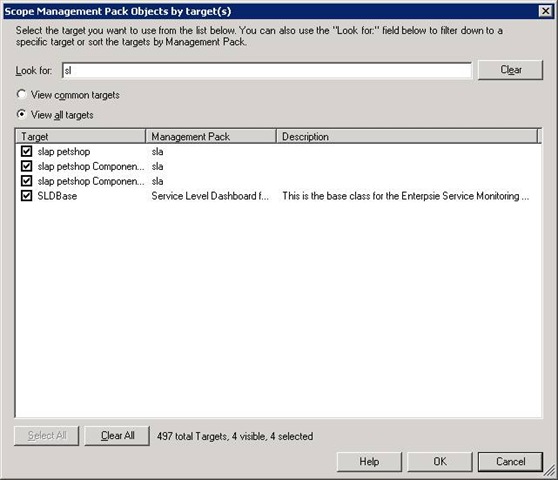 Scope Management Pack Objects by target(s)
Select the target you want to use from the list below. You can also use the "Look for:" field below to filter down to a
specific target or sort the targets by Management Pack.
Look for: sl Clear
View common targets
View all targets
Target Management Pack Description
slap petshop sla
slap petshop Componen... sla
slap petshop Componen... sla
SLDBase Service Level Dashboard f... This is the base class for the Enterpsie Service Monitoring ...
Select All Clear All 497 total Targets, 4 visible, 4 selected
Help OK Cancel